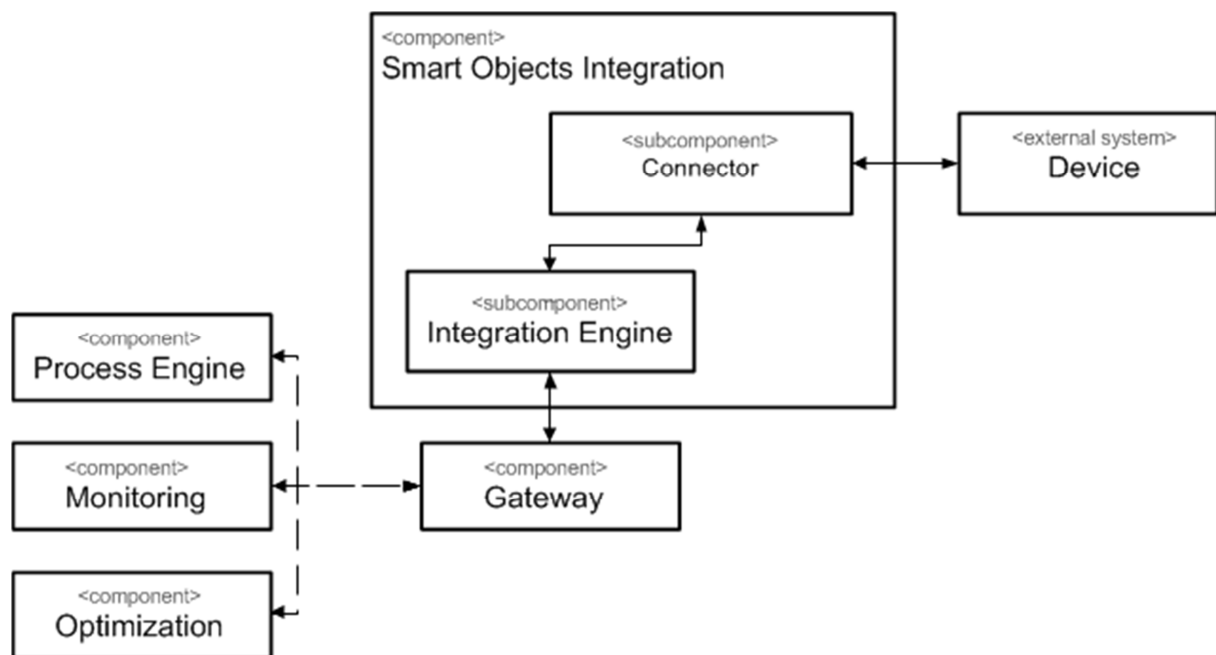 <component>
Smart Objects Integration
<subcomponent>
Connector
<external system>
Device
<subcomponent>
Integration Engine
<component>
Process Engine
<component>
Monitoring
<component>
Gateway
<component>
Optimization